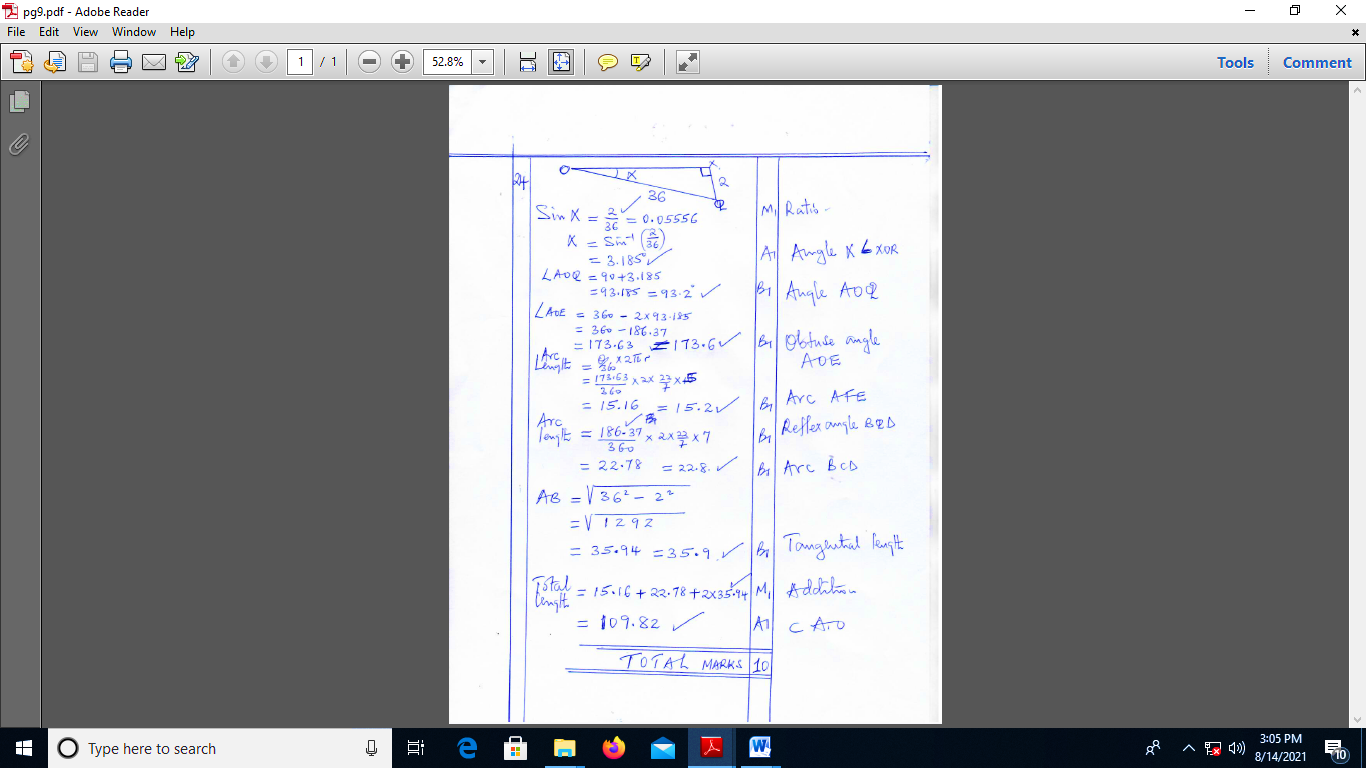 pg9.pdf - Adobe Reader
File Edit View Window Help
1 / 1 52.8% Tools Comment
24
O x X 2
36 Q
Sin x = 2/36 = 0.05556 M1 Ratio -
x = Sin⁻¹ (2/36)
= 3.185° ✓ A1 Angle x ∠XOR
∠AOQ = 90+3.185
= 93.185 = 93.2° ✓ B1 Angle AOQ
∠AOE = 360 - 2×93.185
= 360 - 186.37
= 173.63 = 173.6 ✓ B1 Obtuse angle AOE
Arc Length = θ/360 × 2πr
= 173.63/360 × 2× 22/7 × 5
= 15.16 = 15.2 ✓ B1 Arc AFE
Arc length = 186.37/360 × 2× 22/7 × 7 B1 Reflex angle BQD
= 22.78 = 22.8. ✓ B1 Arc BCD
AB = √36² - 2²
= √1292
= 35.94 = 35.9 ✓ B1 Tangential length
Total length = 15.16 + 22.78 + 2×35.94 ✓ M1 Addition
= 109.82 ✓ A1 C A.O
TOTAL MARKS 10
Type here to search
3:05 PM
8/14/2021
10